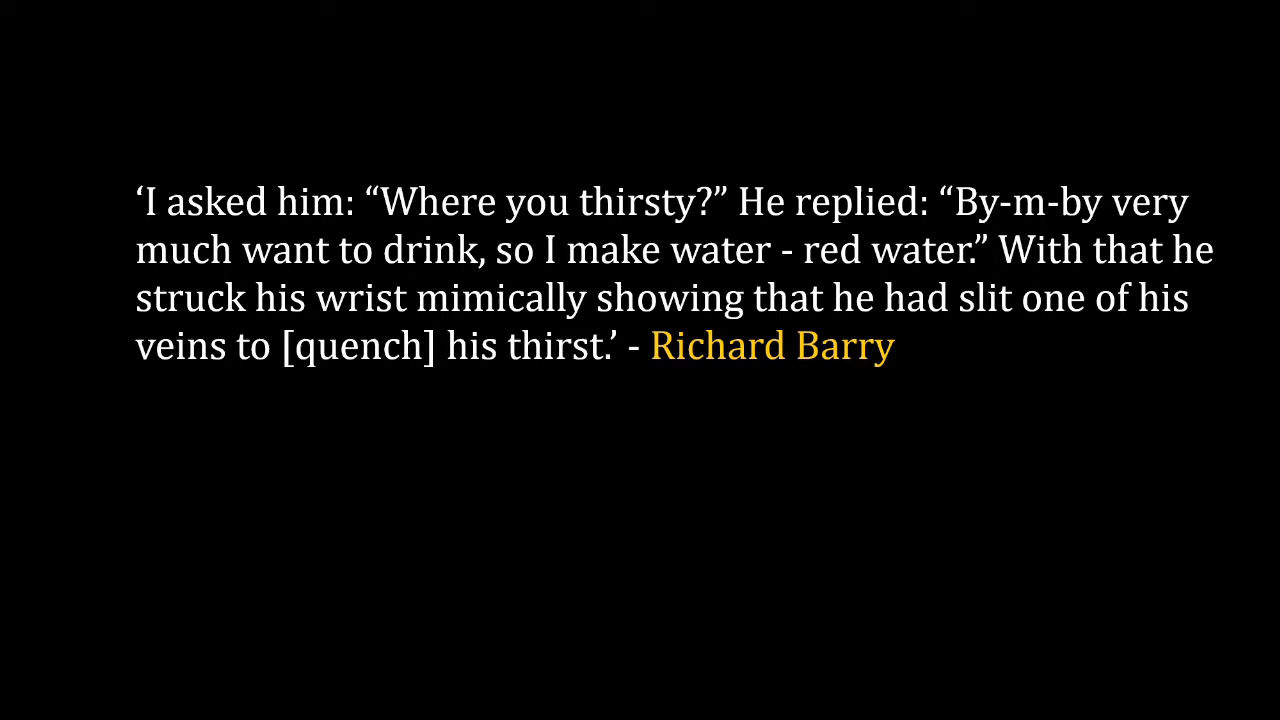 ‘I asked him: “Where you thirsty?” He replied: “By-m-by very
much want to drink, so I make water - red water.” With that he
struck his wrist mimically showing that he had slit one of his
veins to [quench] his thirst.’ - Richard Barry